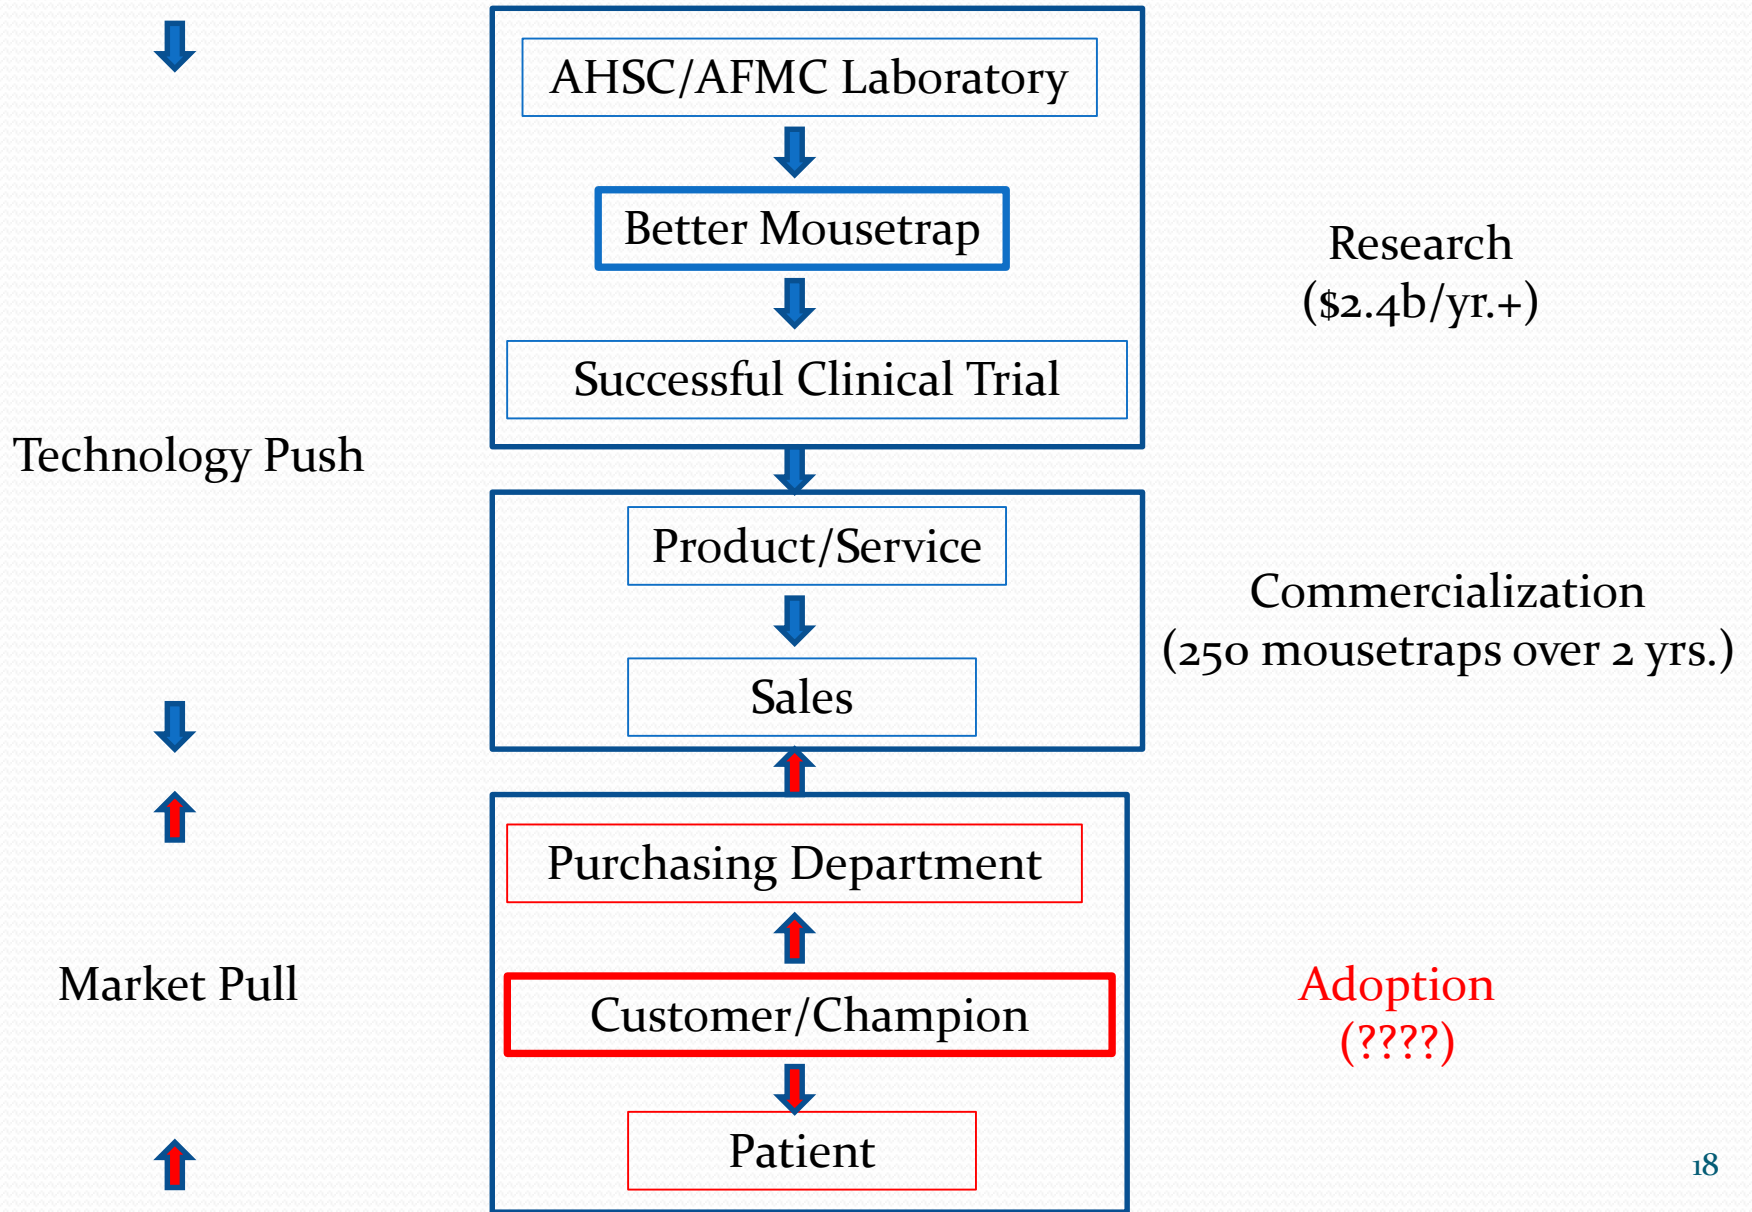 AHSC/AFMC Laboratory
Better Mousetrap
Research
($2.4b/yr.+)
Successful Clinical Trial
Technology Push
Product/Service
Commercialization
(250 mousetraps over 2 yrs.)
Sales
Purchasing Department
Market Pull
Customer/Champion
Adoption
(????)
Patient
18